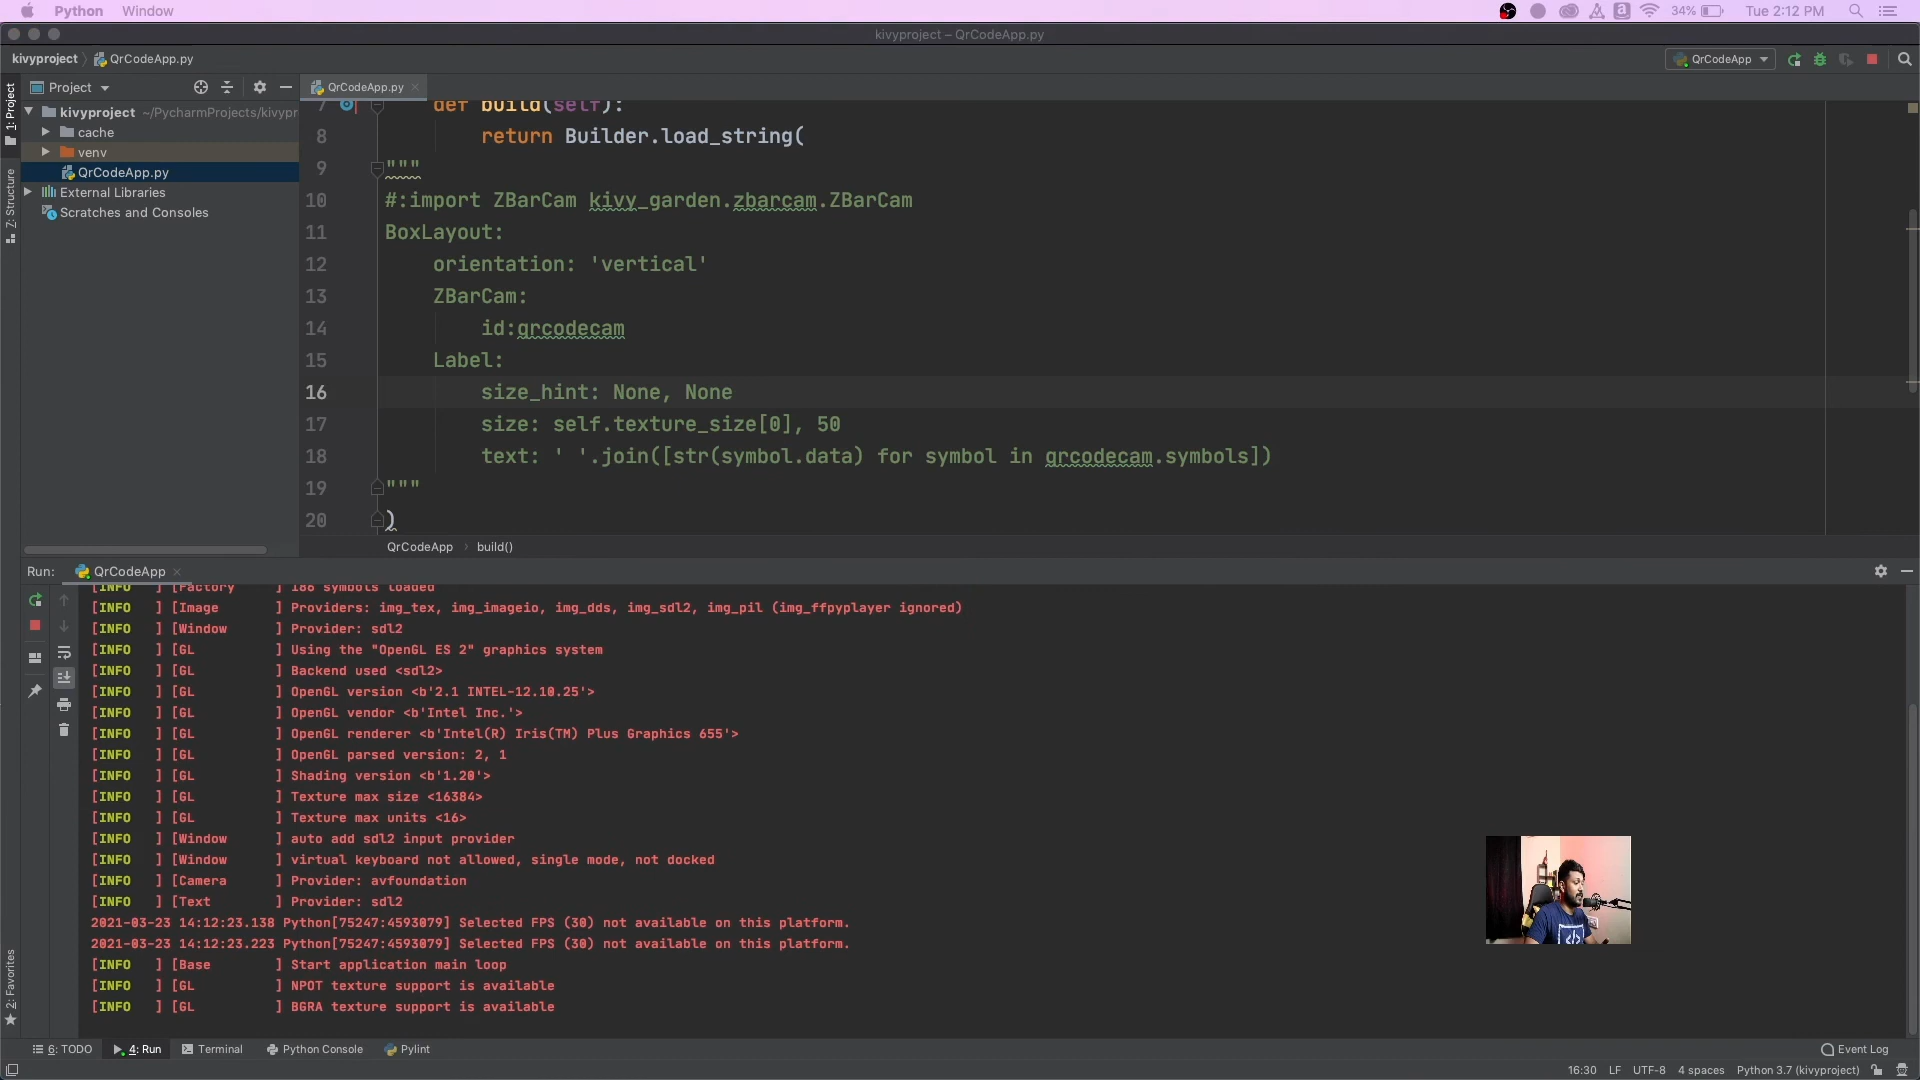 Python Window 34% Tue 2:12 PM
kivyproject – QrCodeApp.py
kivyproject QrCodeApp.py QrCodeApp
1: Project
Z: Structure
2: Favorites
Project
kivyproject ~/PycharmProjects/kivypr
cache
venv
QrCodeApp.py
External Libraries
Scratches and Consoles
QrCodeApp.py
7 def build(self):
8 return Builder.load_string(
9 """
10 #:import ZBarCam kivy_garden.zbarcam.ZBarCam
11 BoxLayout:
12 orientation: 'vertical'
13 ZBarCam:
14 id:qrcodecam
15 Label:
16 size_hint: None, None
17 size: self.texture_size[0], 50
18 text: ' '.join([str(symbol.data) for symbol in qrcodecam.symbols])
19 """
20 )
QrCodeApp build()
Run: QrCodeApp
[INFO ] [Factory ] 186 symbols loaded
[INFO ] [Image ] Providers: img_tex, img_imageio, img_dds, img_sdl2, img_pil (img_ffpyplayer ignored)
[INFO ] [Window ] Provider: sdl2
[INFO ] [GL ] Using the "OpenGL ES 2" graphics system
[INFO ] [GL ] Backend used <sdl2>
[INFO ] [GL ] OpenGL version <b'2.1 INTEL-12.10.25'>
[INFO ] [GL ] OpenGL vendor <b'Intel Inc.'>
[INFO ] [GL ] OpenGL renderer <b'Intel(R) Iris(TM) Plus Graphics 655'>
[INFO ] [GL ] OpenGL parsed version: 2, 1
[INFO ] [GL ] Shading version <b'1.20'>
[INFO ] [GL ] Texture max size <16384>
[INFO ] [GL ] Texture max units <16>
[INFO ] [Window ] auto add sdl2 input provider
[INFO ] [Window ] virtual keyboard not allowed, single mode, not docked
[INFO ] [Camera ] Provider: avfoundation
[INFO ] [Text ] Provider: sdl2
2021-03-23 14:12:23.138 Python[75247:4593079] Selected FPS (30) not available on this platform.
2021-03-23 14:12:23.223 Python[75247:4593079] Selected FPS (30) not available on this platform.
[INFO ] [Base ] Start application main loop
[INFO ] [GL ] NPOT texture support is available
[INFO ] [GL ] BGRA texture support is available
6: TODO 4: Run Terminal Python Console Pylint Event Log
16:30 LF UTF-8 4 spaces Python 3.7 (kivyproject)